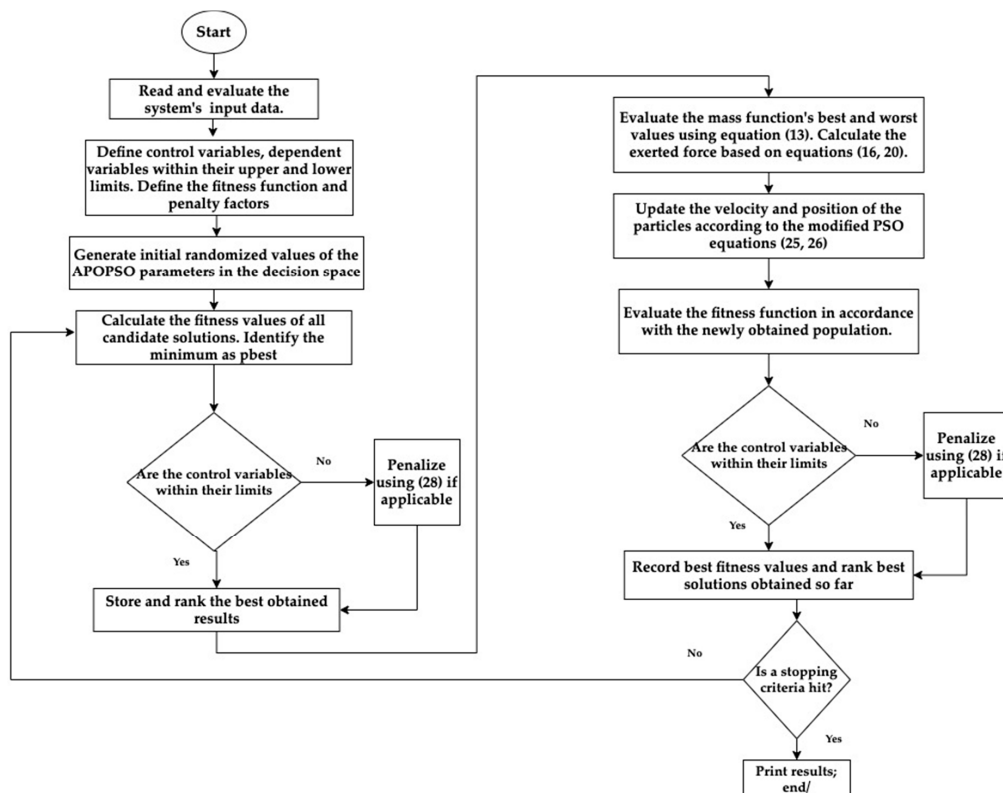 Start
Read and evaluate the
system's input data.
Define control variables, dependent
variables within their upper and lower
limits. Define the fitness function and
penalty factors
Generate initial randomized values of the
APOPSO parameters in the decision space
Calculate the fitness values of all
candidate solutions. Identify the
minimum as pbest
Are the control variables
within their limits
No
Penalize
using (28) if
applicable
Yes
Store and rank the best obtained
results
Evaluate the mass function's best and worst
values using equation (13). Calculate the
exerted force based on equations (16, 20).
Update the velocity and position of the
particles according to the modified PSO
equations (25, 26)
Evaluate the fitness function in accordance
with the newly obtained population.
Are the control variables
within their limits
No
Penalize
using (28) if
applicable
Yes
Record best fitness values and rank best
solutions obtained so far
Is a stopping
criteria hit?
No
Yes
Print results;
end/